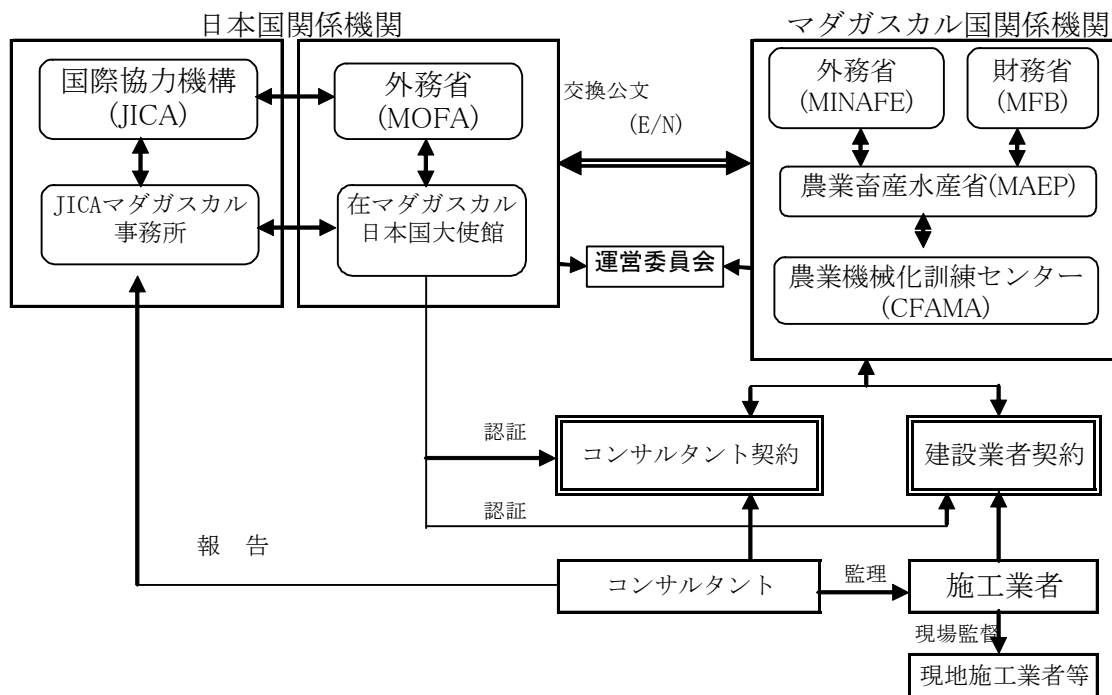 日本国関係機関
マダガスカル国関係機関
国際協力機構
(JICA)
外務省
(MOFA)
交換公文
(E/N)
外務省
(MINAFE)
財務省
(MFB)
JICAマダガスカル
事務所
在マダガスカル
日本国大使館
農業畜産水産省(MAEP)
運営委員会
農業機械化訓練センター
(CFAMA)
認証
コンサルタント契約
建設業者契約
認証
報 告
コンサルタント
監理
施工業者
現場監督
現地施工業者等